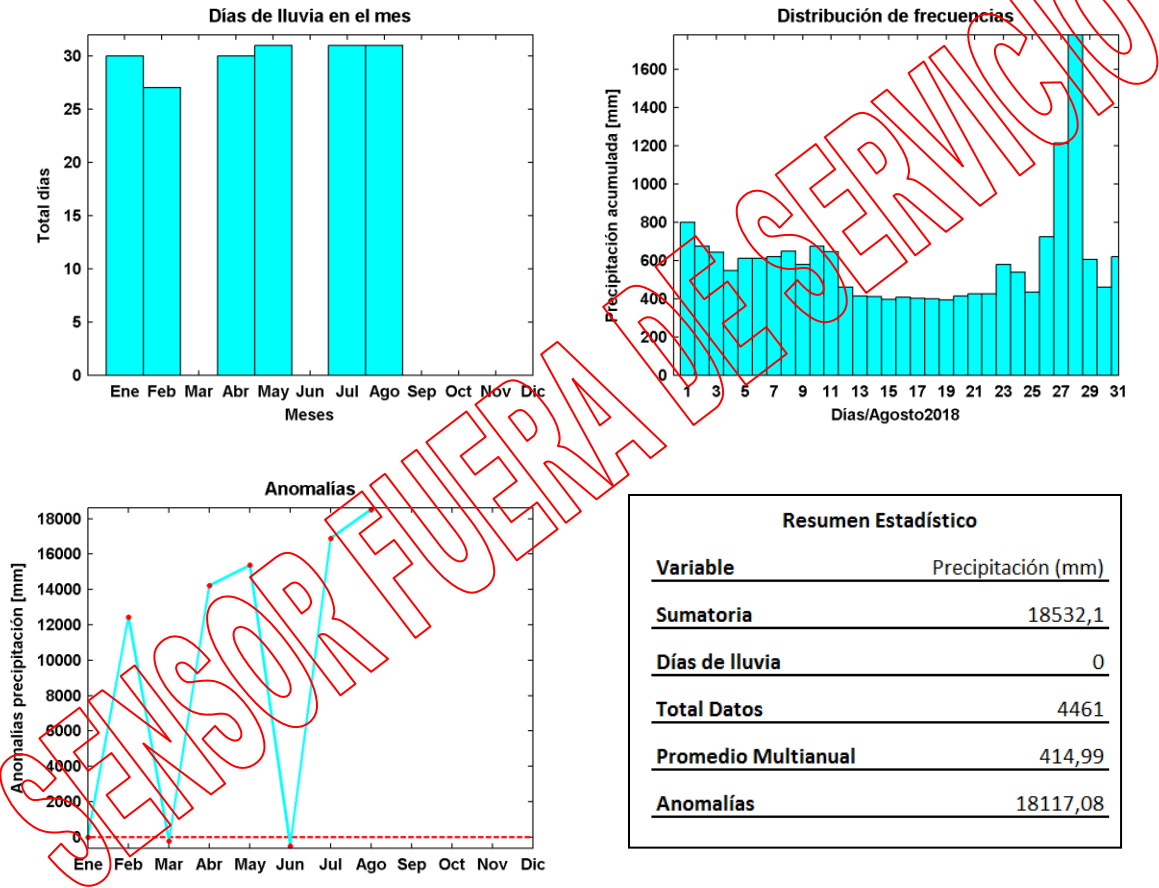 Días de lluvia en el mes
Total días
30
25
20
15
10
5
0
Ene Feb Mar Abr May Jun Jul Ago Sep Oct Nov Dic
Meses
Distribución de frecuencias
Precipitación acumulada [mm]
1600
1400
1200
1000
800
600
400
200
0
1 3 5 7 9 11 13 15 17 19 21 23 25 27 29 31
Dias/Agosto2018
Anomalías
Anomalías precipitación [mm]
18000
16000
14000
12000
10000
8000
6000
4000
2000
0
Ene Feb Mar Abr May Jun Jul Ago Sep Oct Nov Dic
Resumen Estadístico
Variable Precipitación (mm)
Sumatoria 18532,1
Días de lluvia 0
Total Datos 4461
Promedio Multianual 414,99
Anomalías 18117,08
SENSOR FUERA DE SERVICIO